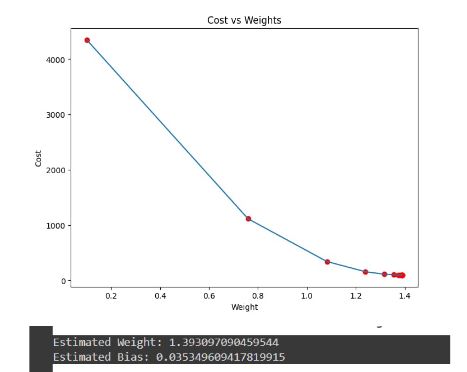 Cost vs Weights
4000
3000
2000
1000
0
Cost
0.2 0.4 0.6 0.8 1.0 1.2 1.4
Weight
Estimated Weight: 1.393097090459544
Estimated Bias: 0.035349609417819915